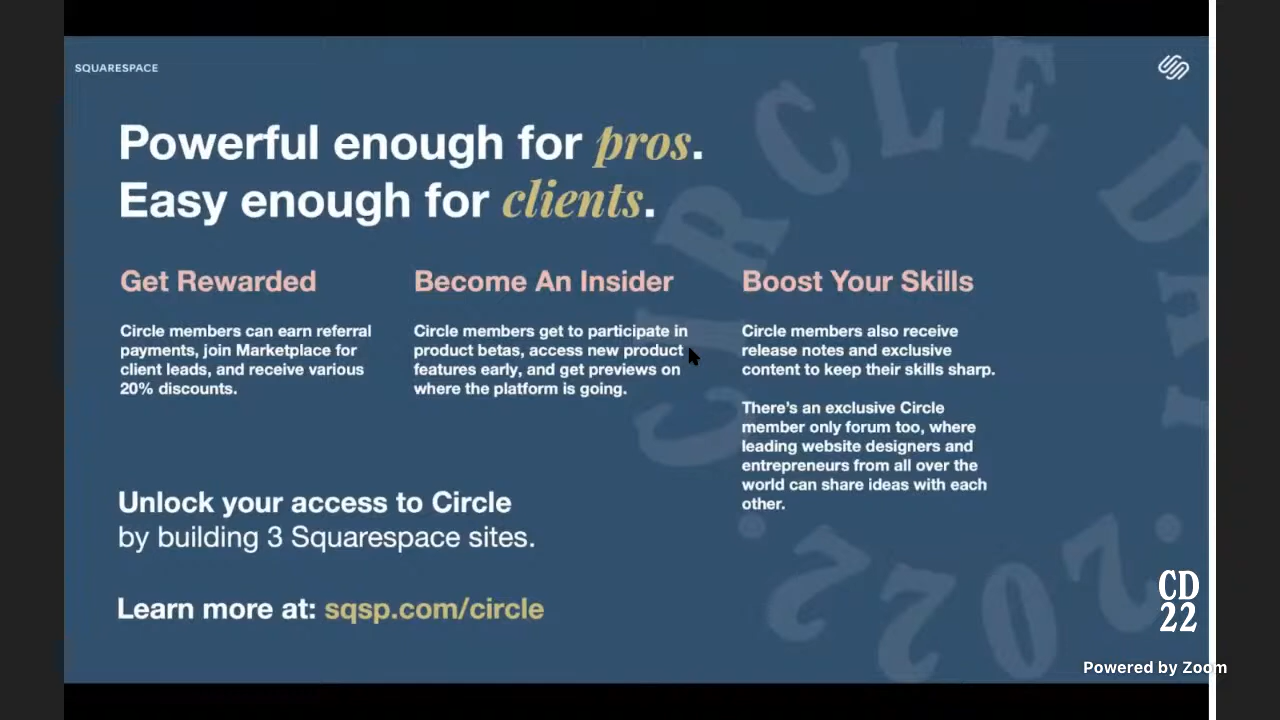 SQUARESPACE
Powerful enough for pros.
Easy enough for clients.
Get Rewarded
Circle members can earn referral
payments, join Marketplace for
client leads, and receive various
20% discounts.
Become An Insider
Circle members get to participate in
product betas, access new product
features early, and get previews on
where the platform is going.
Boost Your Skills
Circle members also receive
release notes and exclusive
content to keep their skills sharp.
There's an exclusive Circle
member only forum too, where
leading website designers and
entrepreneurs from all over the
world can share ideas with each
other.
Unlock your access to Circle
by building 3 Squarespace sites.
Learn more at: sqsp.com/circle
CIRCLE DAY
2022
CD
22
Powered by Zoom